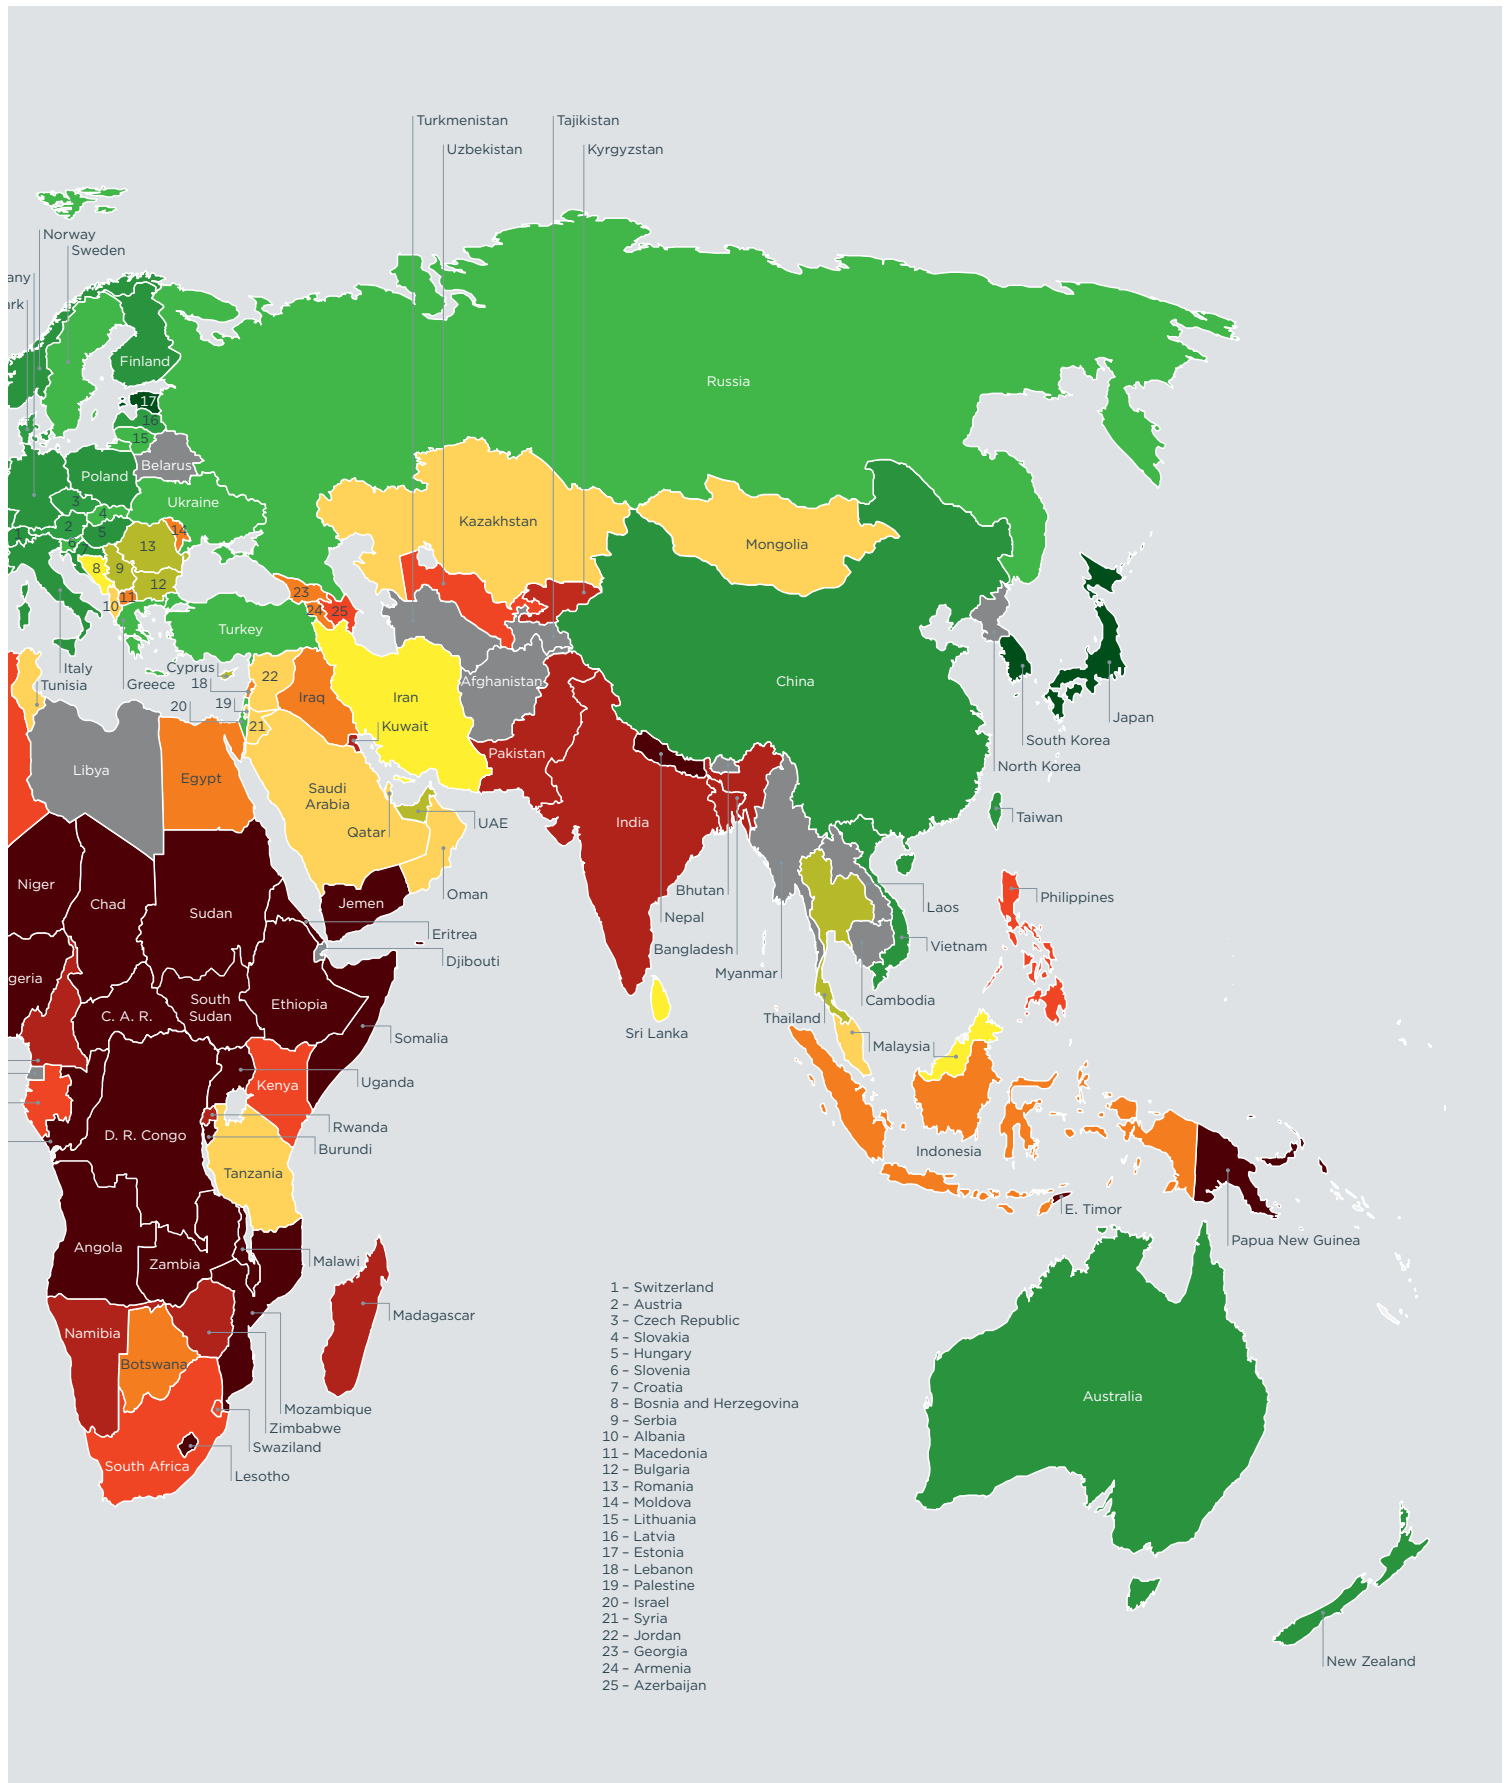 Turkmenistan
Tajikistan
Uzbekistan
Kyrgyzstan
Norway
Sweden
any
ark
Finland
Russia
17
16
15
Belarus
Poland
3
Ukraine
4
2
1
5
14
Kazakhstan
6
7
13
Mongolia
8
9
12
23
10
11
24
25
Turkey
Italy
Cyprus
Tunisia
Greece
18
22
Afghanistan
China
Iraq
Iran
19
20
21
Kuwait
Japan
South Korea
Pakistan
North Korea
Libya
Egypt
Saudi
Arabia
Qatar
UAE
India
Taiwan
Niger
Chad
Sudan
Jemen
Oman
Bhutan
Laos
Philippines
Nepal
Eritrea
Djibouti
Bangladesh
Vietnam
Myanmar
geria
C. A. R.
South
Sudan
Ethiopia
Cambodia
Thailand
Somalia
Sri Lanka
Malaysia
Kenya
Uganda
D. R. Congo
Rwanda
Burundi
Indonesia
Tanzania
E. Timor
Angola
Zambia
Malawi
Papua New Guinea
Madagascar
Namibia
Botswana
Mozambique
Zimbabwe
Swaziland
South Africa
Lesotho
Australia
New Zealand
1 – Switzerland
2 – Austria
3 – Czech Republic
4 – Slovakia
5 – Hungary
6 – Slovenia
7 – Croatia
8 – Bosnia and Herzegovina
9 – Serbia
10 – Albania
11 – Macedonia
12 – Bulgaria
13 – Romania
14 – Moldova
15 – Lithuania
16 – Latvia
17 – Estonia
18 – Lebanon
19 – Palestine
20 – Israel
21 – Syria
22 – Jordan
23 – Georgia
24 – Armenia
25 – Azerbaijan